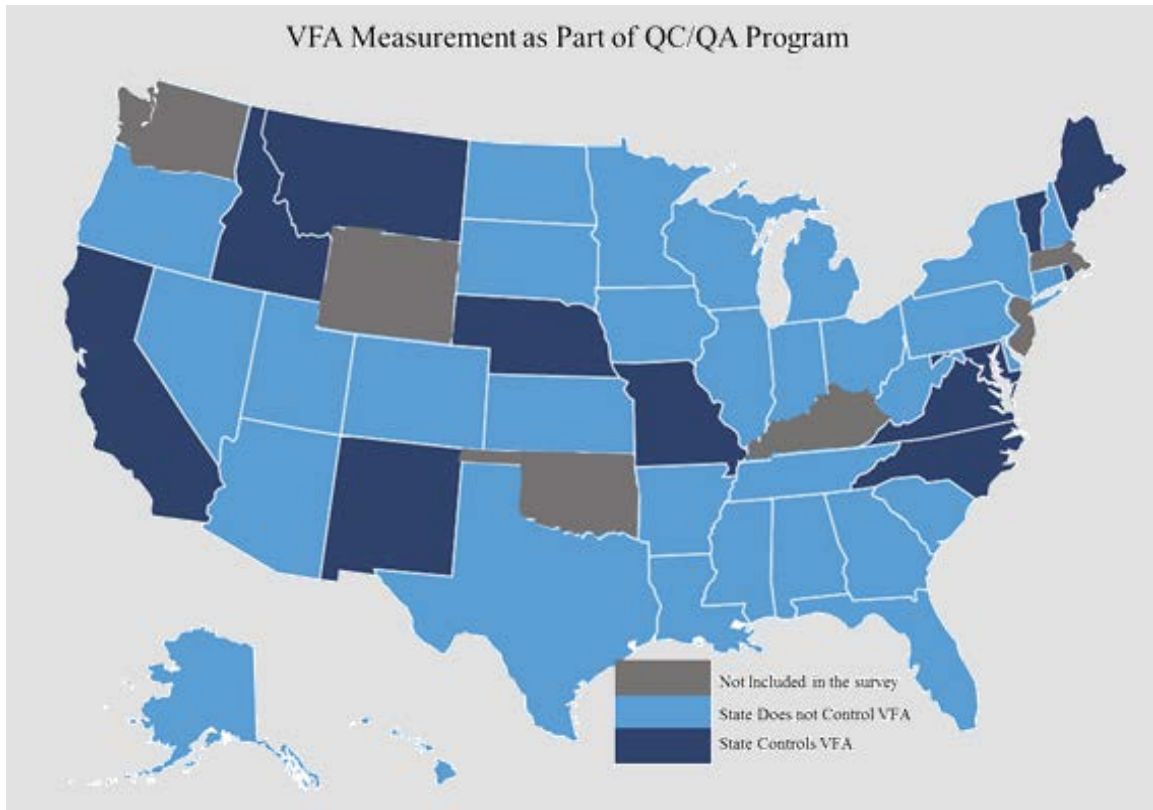 VFA Measurement as Part of QC/QA Program
Not Included in the survey
State Does not Control VFA
State Controls VFA